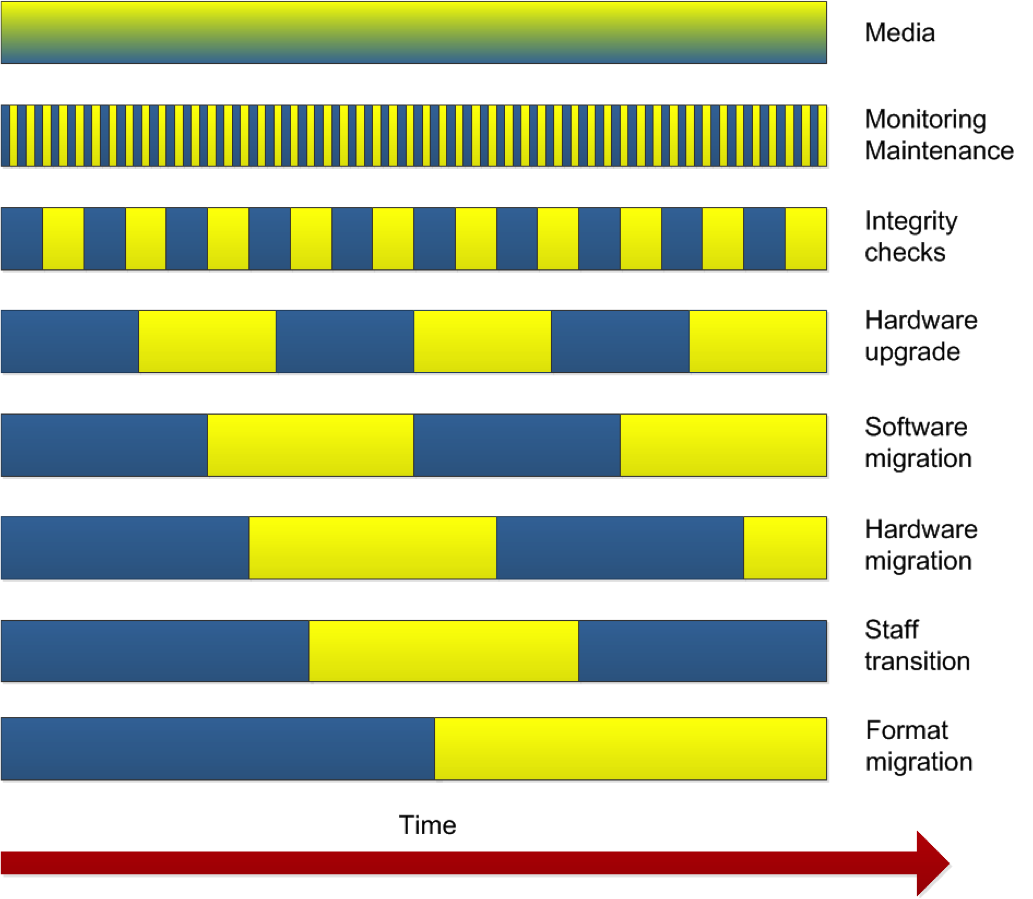 Media
Monitoring
Maintenance
Integrity
checks
Hardware
upgrade
Software
migration
Hardware
migration
Staff
transition
Format
migration
Time